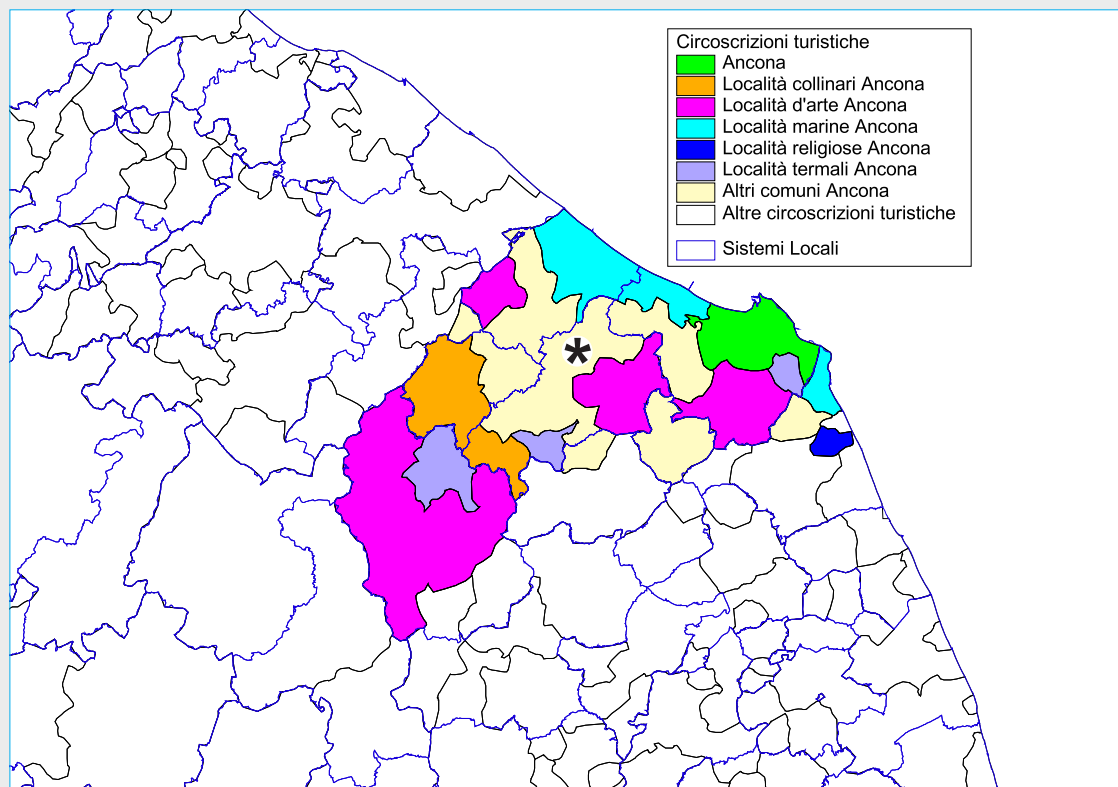 Circoscrizioni turistiche
Ancona
Località collinari Ancona
Località d'arte Ancona
Località marine Ancona
Località religiose Ancona
Località termali Ancona
Altri comuni Ancona
Altre circoscrizioni turistiche
Sistemi Locali
*